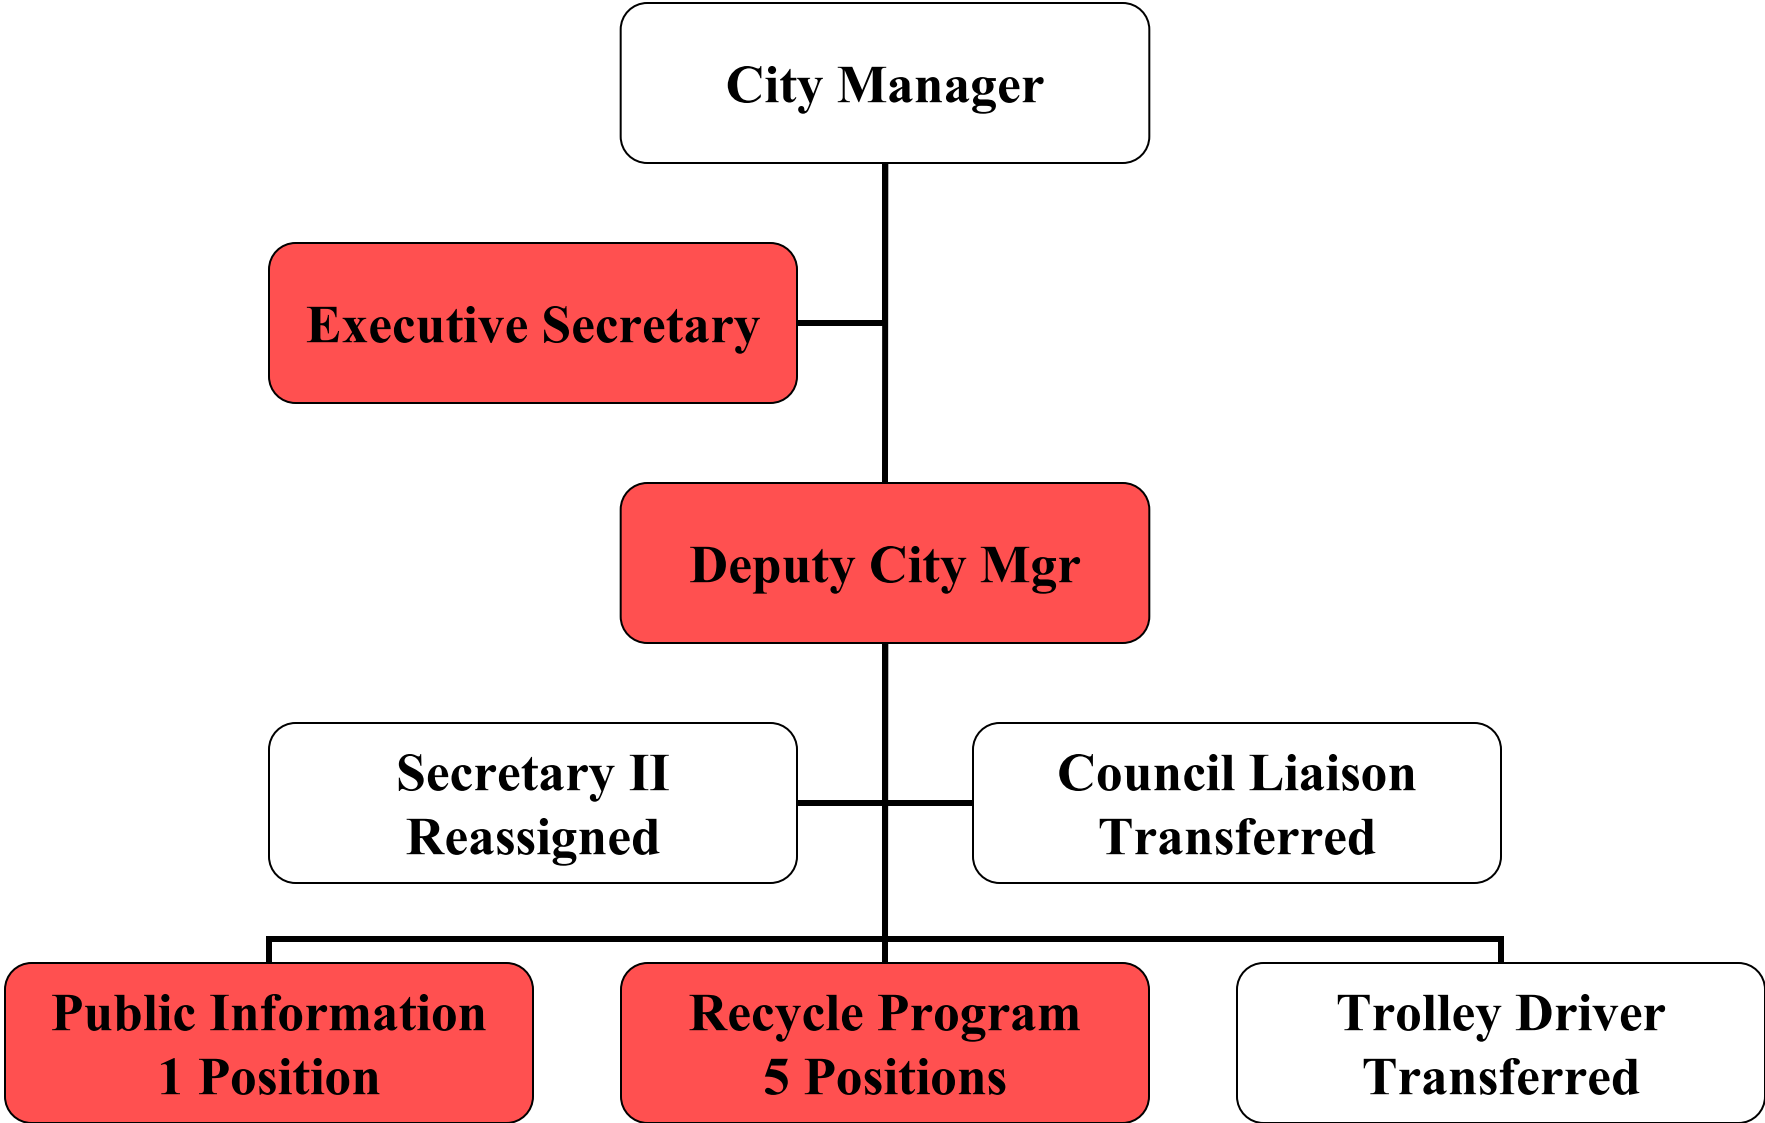 City Manager
Executive Secretary
Deputy City Mgr
Secretary II
Reassigned
Council Liaison
Transferred
Public Information
1 Position
Recycle Program
5 Positions
Trolley Driver
Transferred